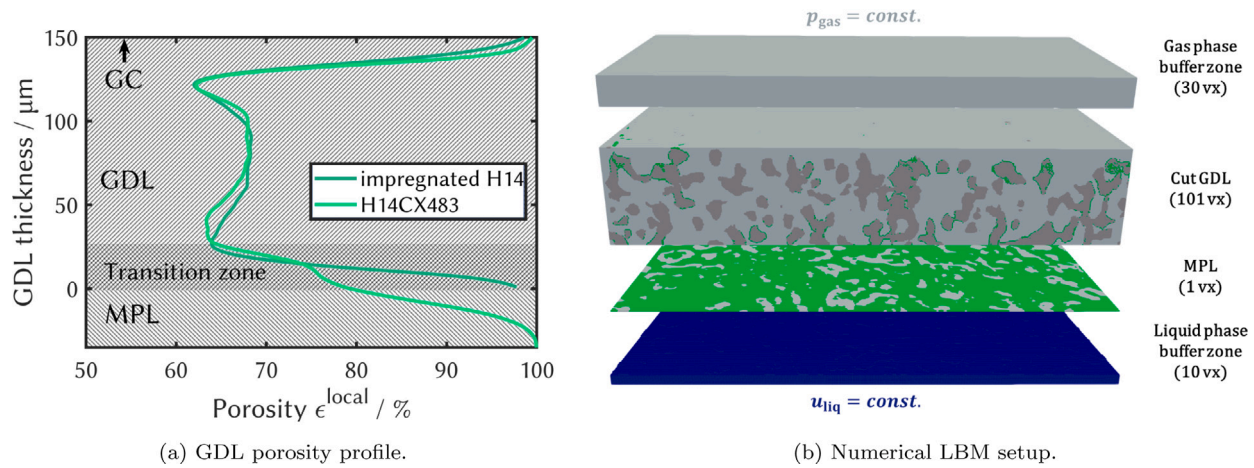 150
100
50
0
GDL thickness / μm
GC
GDL
Transition zone
MPL
impregnated H14
H14CX483
50 60 70 80 90 100
Porosity ϵ^local / %
(a) GDL porosity profile.
p_gas = const.
Gas phase
buffer zone
(30 vx)
Cut GDL
(101 vx)
MPL
(1 vx)
Liquid phase
buffer zone
(10 vx)
u_liq = const.
(b) Numerical LBM setup.